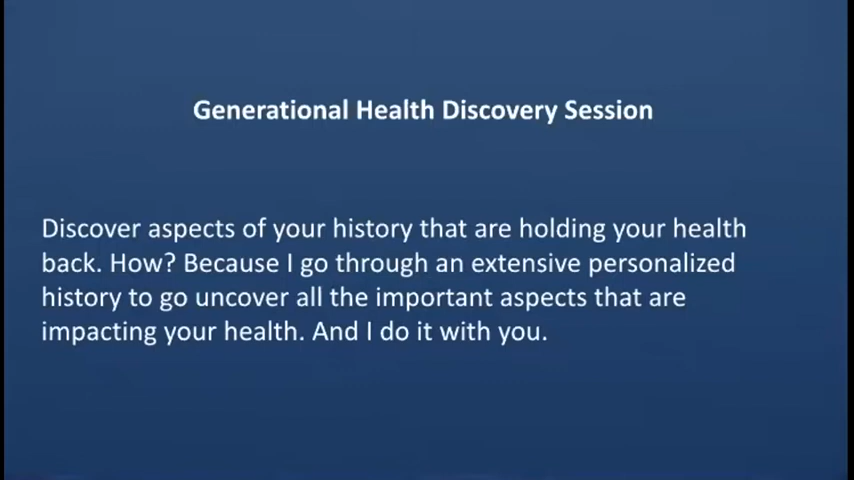 Generational Health Discovery Session
Discover aspects of your history that are holding your health
back. How? Because I go through an extensive personalized
history to go uncover all the important aspects that are
impacting your health. And I do it with you.